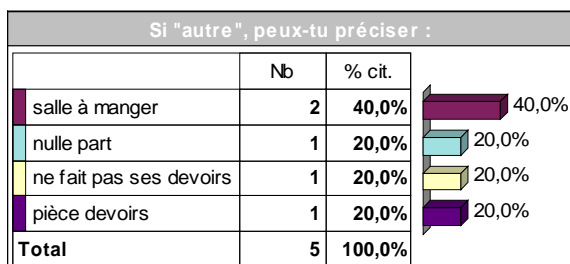 Si "autre", peux-tu préciser :
Nb % cit.
salle à manger 2 40,0% 40,0%
nulle part 1 20,0% 20,0%
ne fait pas ses devoirs 1 20,0% 20,0%
pièce devoirs 1 20,0% 20,0%
Total 5 100,0%